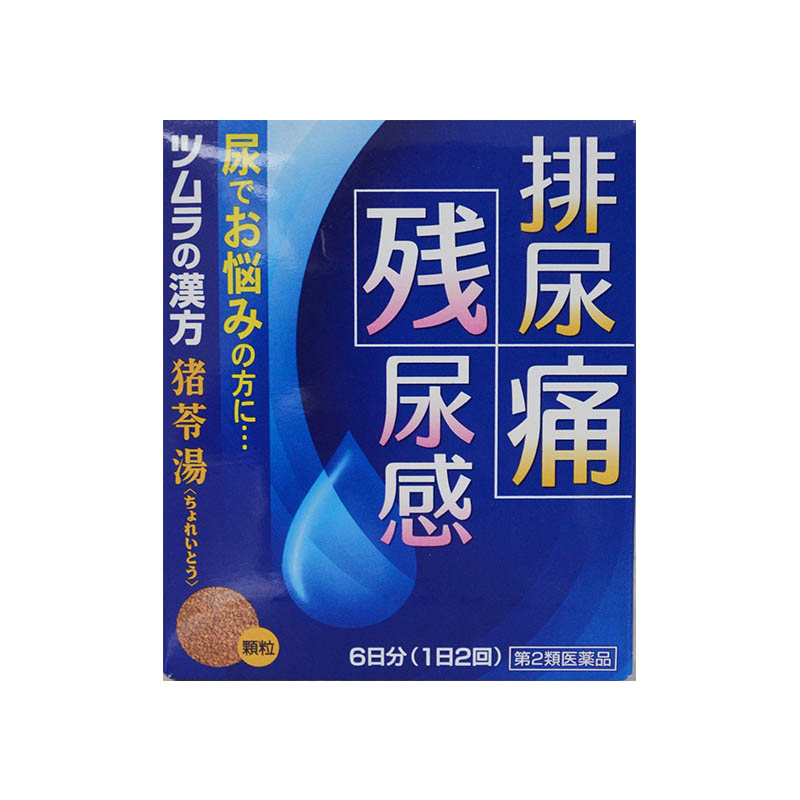 排尿痛
残尿感
尿でお悩みの方に…
ツムラの漢方 猪苓湯〈ちょれいとう〉
顆粒
6日分(1日2回) 第2類医薬品